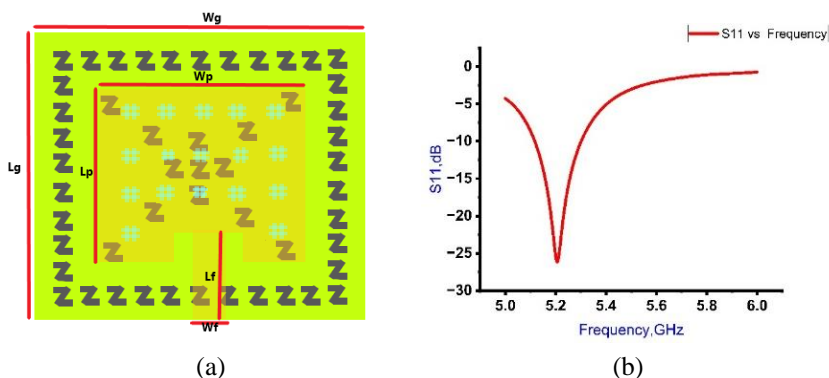 Wg
Wp
Lg
Lp
Lf
Wf
(a)
S11 vs Frequency
0
−5
−10
−15
−20
−25
−30
S11,dB
5.0 5.2 5.4 5.6 5.8 6.0
Frequency,GHz
(b)